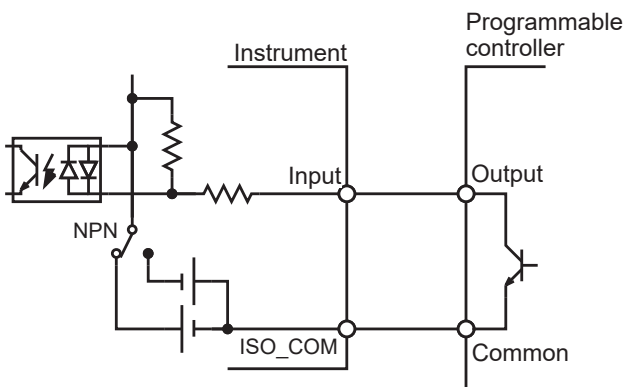 Programmable
controller
Instrument
Input
Output
NPN
ISO_COM
Common